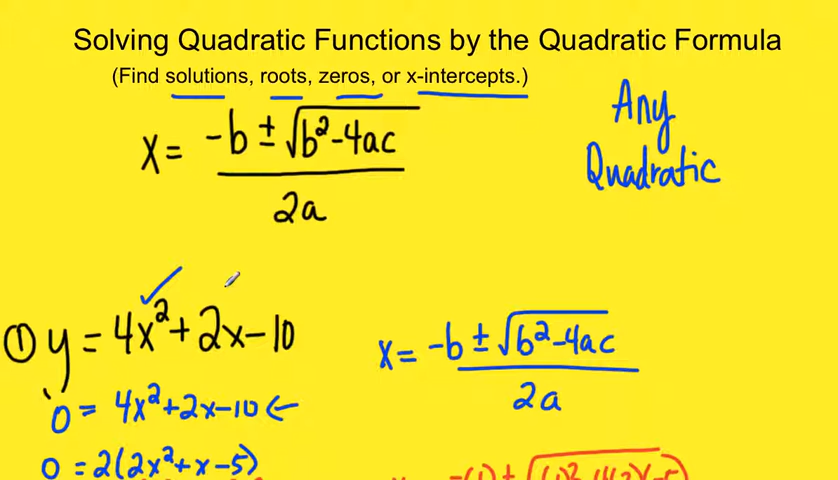 Solving Quadratic Functions by the Quadratic Formula
(Find solutions, roots, zeros, or x-intercepts.)
Any
Quadratic
x = -b ± √b²-4ac
2a
① y = 4x²+2x-10
x = -b ± √b²-4ac
2a
0 = 4x²+2x-10 ←
0 = 2(2x²+x-5)